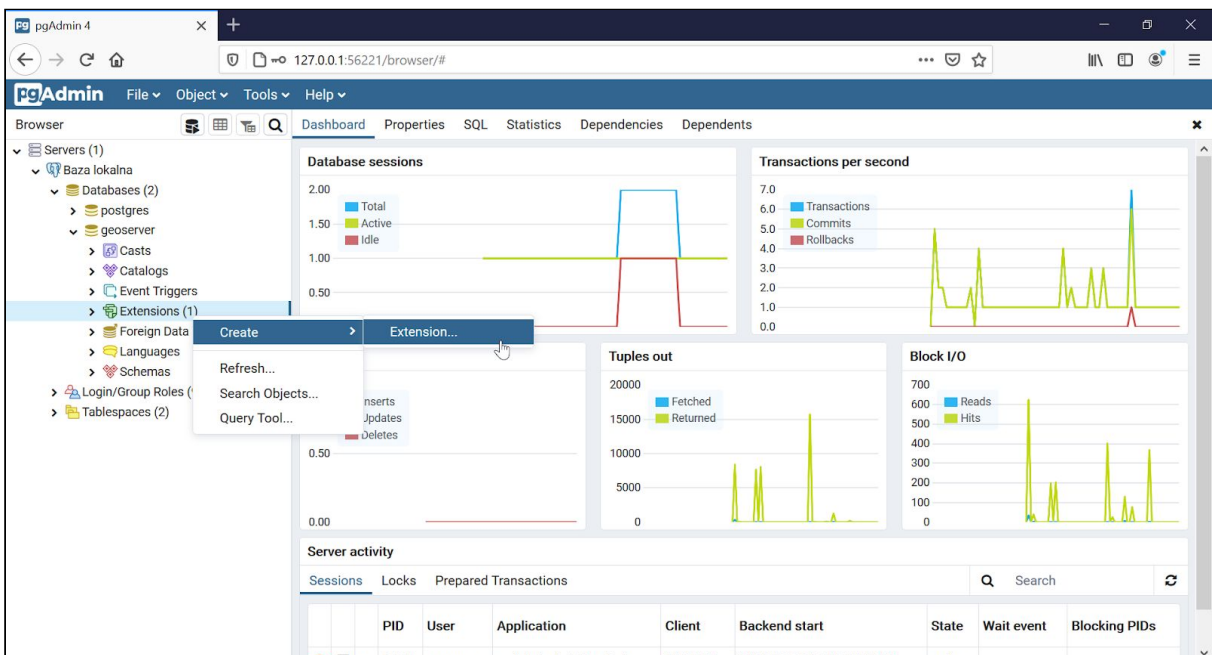 pgAdmin 4
127.0.0.1:56221/browser/#
pgAdmin File Object Tools Help
Browser
Dashboard Properties SQL Statistics Dependencies Dependents
Servers (1)
Baza lokalna
Databases (2)
postgres
geoserver
Casts
Catalogs
Event Triggers
Extensions (1)
Foreign Data
Languages
Schemas
Login/Group Roles (
Tablespaces (2)
Create
Extension...
Refresh...
Search Objects...
Query Tool...
Database sessions
2.00
1.50
1.00
0.50
Total
Active
Idle
Transactions per second
7.0
6.0
5.0
4.0
3.0
2.0
1.0
0.0
Transactions
Commits
Rollbacks
nserts
Updates
Deletes
0.50
0.00
Tuples out
20000
15000
10000
5000
0
Fetched
Returned
Block I/O
700
600
500
400
300
200
100
0
Reads
Hits
Server activity
Sessions Locks Prepared Transactions
Search
PID User Application Client Backend start State Wait event Blocking PIDs